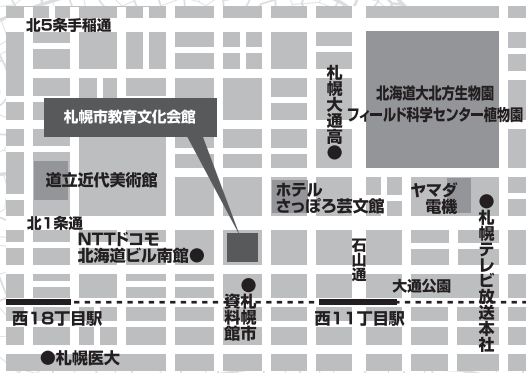 北5条手稲通
札幌大通高
北海道大北方生物圏
フィールド科学センター植物園
札幌市教育文化会館
道立近代美術館
ホテル
さっぽろ芸文館
ヤマダ
電機
北1条通
NTTドコモ
北海道ビル南館
石山通
札幌テレビ放送本社
大通公園
札幌市
資料館
西18丁目駅
西11丁目駅
札幌医大